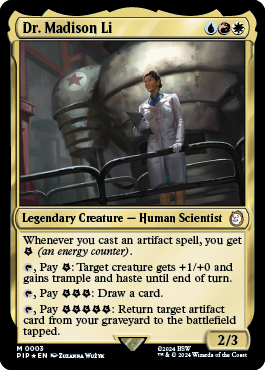 Dr. Madison Li
Legendary Creature — Human Scientist
Whenever you cast an artifact spell, you get
(an energy counter).
, Pay : Target creature gets +1/+0 and
gains trample and haste until end of turn.
, Pay : Draw a card.
, Pay : Return target artifact
card from your graveyard to the battlefield
tapped.
2/3
M 0003
©2024 BSW
PIP★EN Zuzanna Wużyk
™ & © 2024 Wizards of the Coast